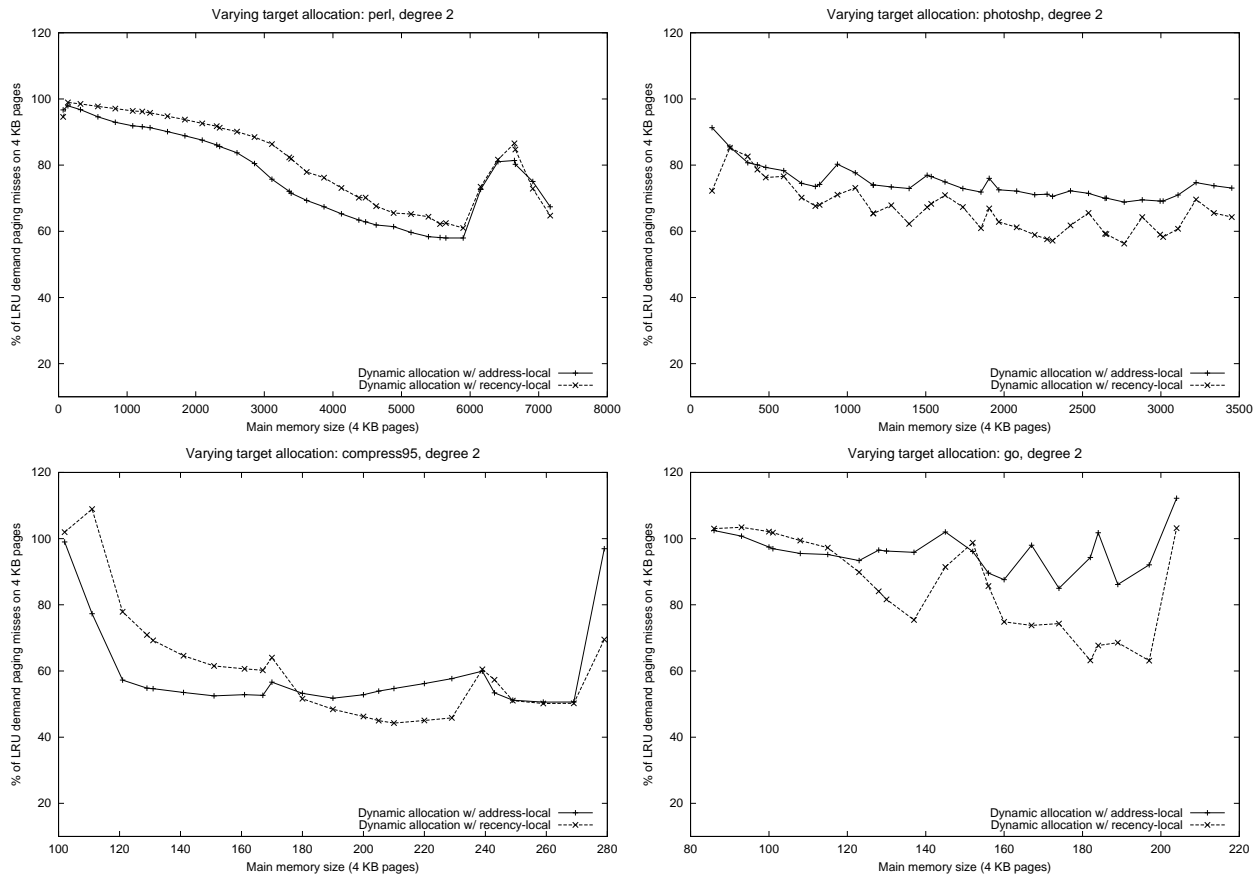 Varying target allocation: perl, degree 2
120
100
80
60
40
20
% of LRU demand paging misses on 4 KB pages
Dynamic allocation w/ address-local
Dynamic allocation w/ recency-local
0 1000 2000 3000 4000 5000 6000 7000 8000
Main memory size (4 KB pages)
Varying target allocation: photoshp, degree 2
120
100
80
60
40
20
% of LRU demand paging misses on 4 KB pages
Dynamic allocation w/ address-local
Dynamic allocation w/ recency-local
0 500 1000 1500 2000 2500 3000 3500
Main memory size (4 KB pages)
Varying target allocation: compress95, degree 2
120
100
80
60
40
20
% of LRU demand paging misses on 4 KB pages
Dynamic allocation w/ address-local
Dynamic allocation w/ recency-local
100 120 140 160 180 200 220 240 260 280
Main memory size (4 KB pages)
Varying target allocation: go, degree 2
120
100
80
60
40
20
% of LRU demand paging misses on 4 KB pages
Dynamic allocation w/ address-local
Dynamic allocation w/ recency-local
80 100 120 140 160 180 200 220
Main memory size (4 KB pages)